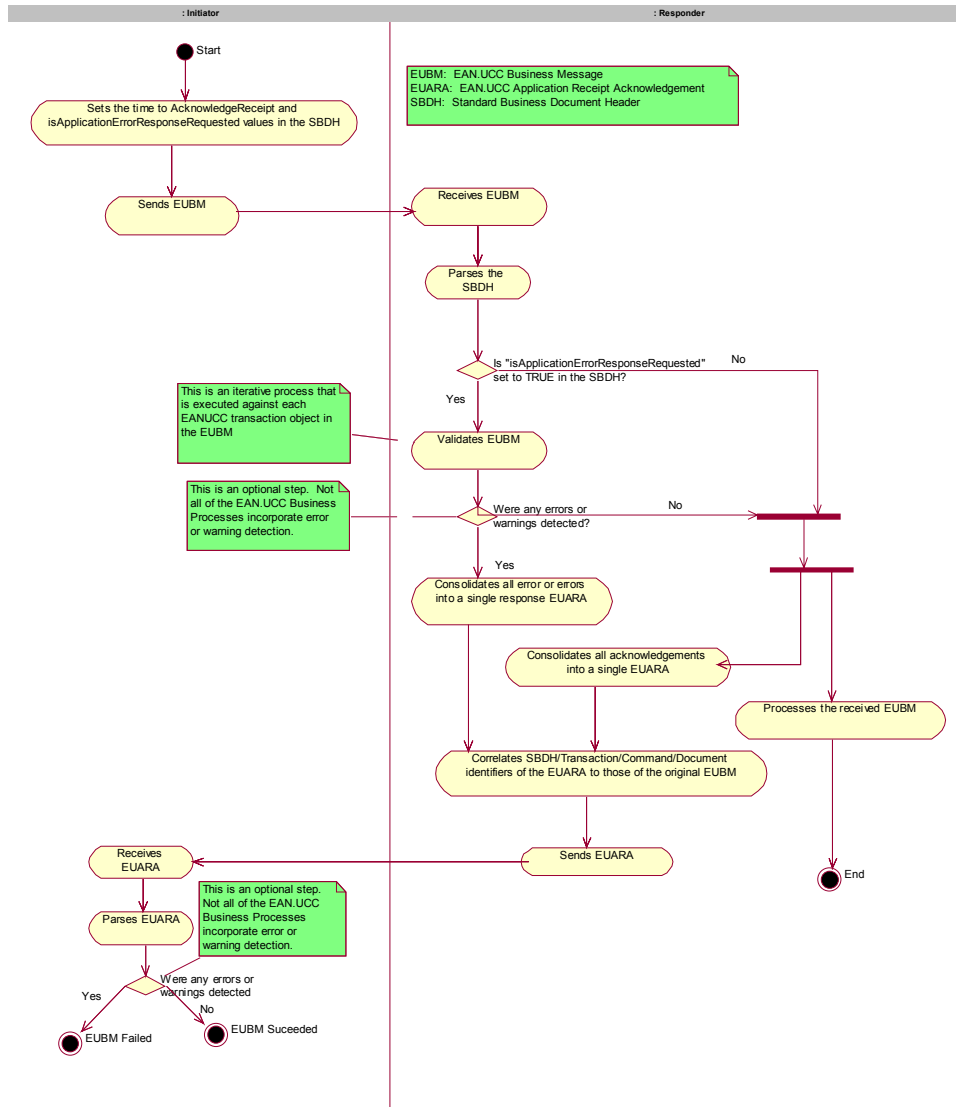 : Initiator
: Responder
Start
EUBM:  EAN.UCC Business Message
EUARA:  EAN.UCC Application Receipt Acknowledgement
SBDH:  Standard Business Document Header
Sets the time to AcknowledgeReceipt and
isApplicationErrorResponseRequested values in the SBDH
Sends EUBM
Receives EUBM
Parses the
SBDH
Is "isApplicationErrorResponseRequested"
set to TRUE in the SBDH?
No
Yes
This is an iterative process that
is executed against each
EANUCC transaction object in
the EUBM
Validates EUBM
This is an optional step.  Not
all of the EAN.UCC Business
Processes incorporate error
or warning detection.
Were any errors or
warnings detected?
No
Yes
Consolidates all error or errors
into a single response EUARA
Consolidates all acknowledgements
into a single EUARA
Processes the received EUBM
Correlates SBDH/Transaction/Command/Document
identifiers of the EUARA to those of the original EUBM
Sends EUARA
End
Receives
EUARA
This is an optional step.
Not all of the EAN.UCC
Business Processes
incorporate error or
warning detection.
Parses EUARA
Were any errors or
warnings detected
Yes
No
EUBM Failed
EUBM Suceeded